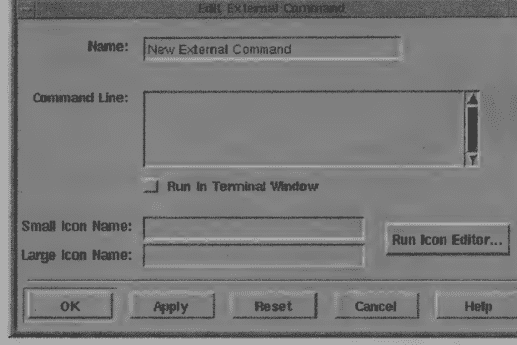 Edit External Command
Name: New External Command
Command Line:
Run In Terminal Window
Small Icon Name:
Run Icon Editor...
Large Icon Name:
OK Apply Reset Cancel Help